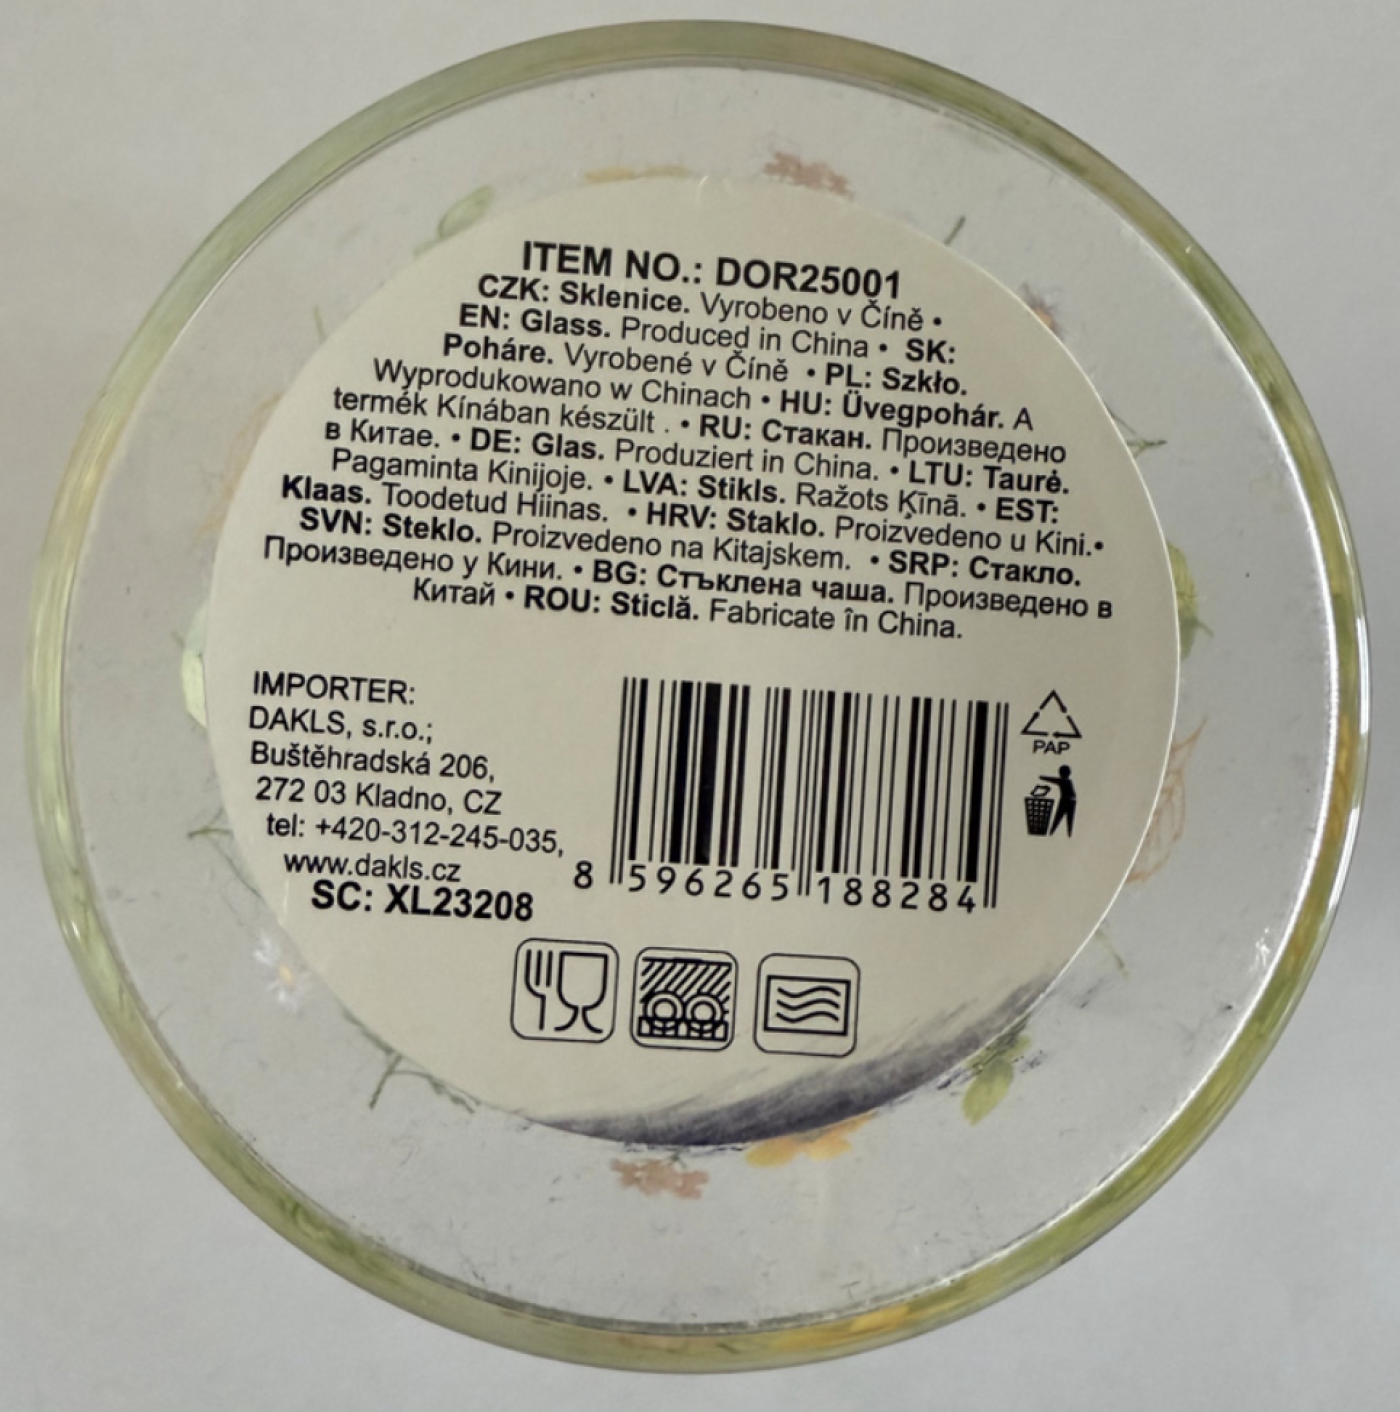 ITEM NO.: DOR25001
CZK: Sklenice. Vyrobeno v Číně •
EN: Glass. Produced in China • SK:
Poháre. Vyrobené v Číně • PL: Szkło.
Wyprodukowano w Chinach • HU: Üvegpohár. A
termék Kínában készült . • RU: Стакан. Произведено
в Китае. • DE: Glas. Produziert in China. • LTU: Taurė.
Pagaminta Kinijoje. • LVA: Stikls. Ražots Ķīnā. • EST:
Klaas. Toodetud Hiinas. • HRV: Staklo. Proizvedeno u Kini.•
SVN: Steklo. Proizvedeno na Kitajskem. • SRP: Стакло.
Произведено у Кини. • BG: Стъклена чаша. Произведено в
Китай • ROU: Sticlă. Fabricate în China.
IMPORTER:
DAKLS, s.r.o.;
Buštěhradská 206,
272 03 Kladno, CZ
tel: +420-312-245-035,
www.dakls.cz
SC: XL23208
8 596265 188284
PAP